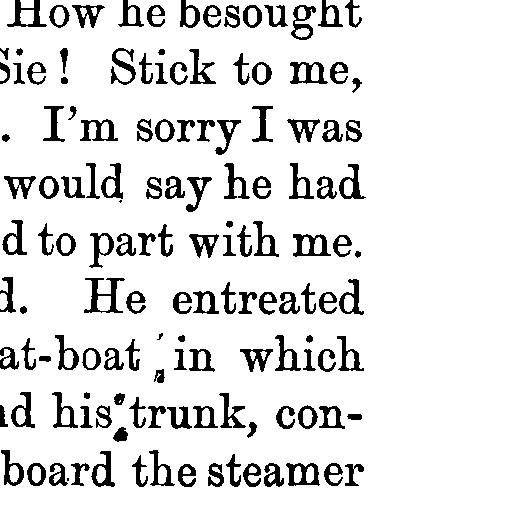 How he besought
Sie! Stick to me,
. I'm sorry I was
would say he had
d to part with me.
d. He entreated
at-boat in which
nd his trunk, con-
board the steamer